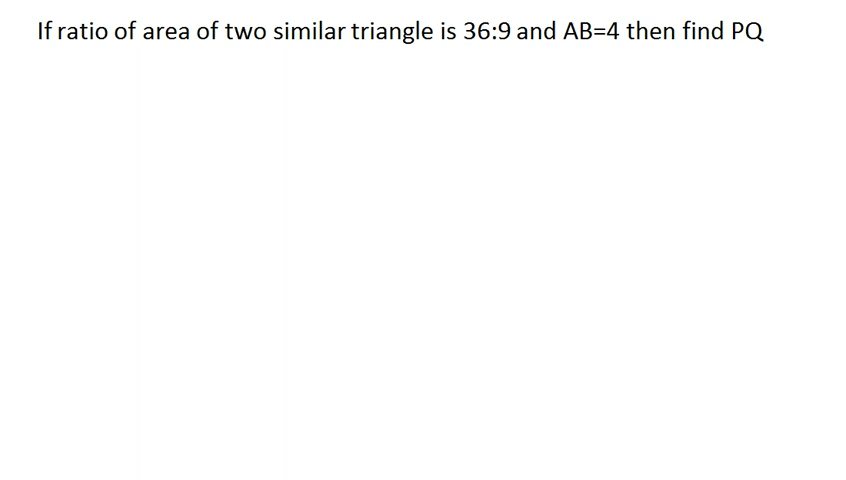 If ratio of area of two similar triangle is 36:9 and AB=4 then find PQ